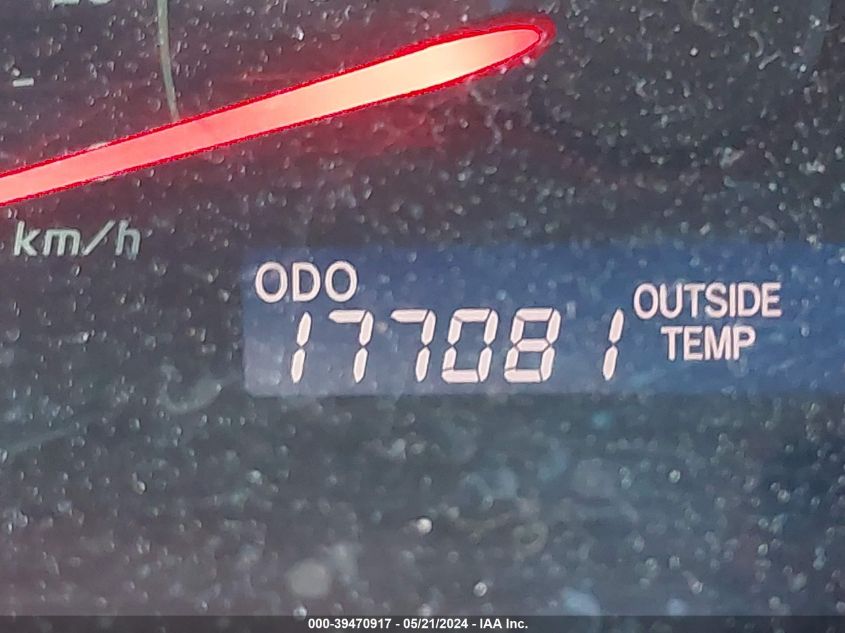 km/h
ODO
177081
OUTSIDE
TEMP
000-39470917 - 05/21/2024 - IAA Inc.